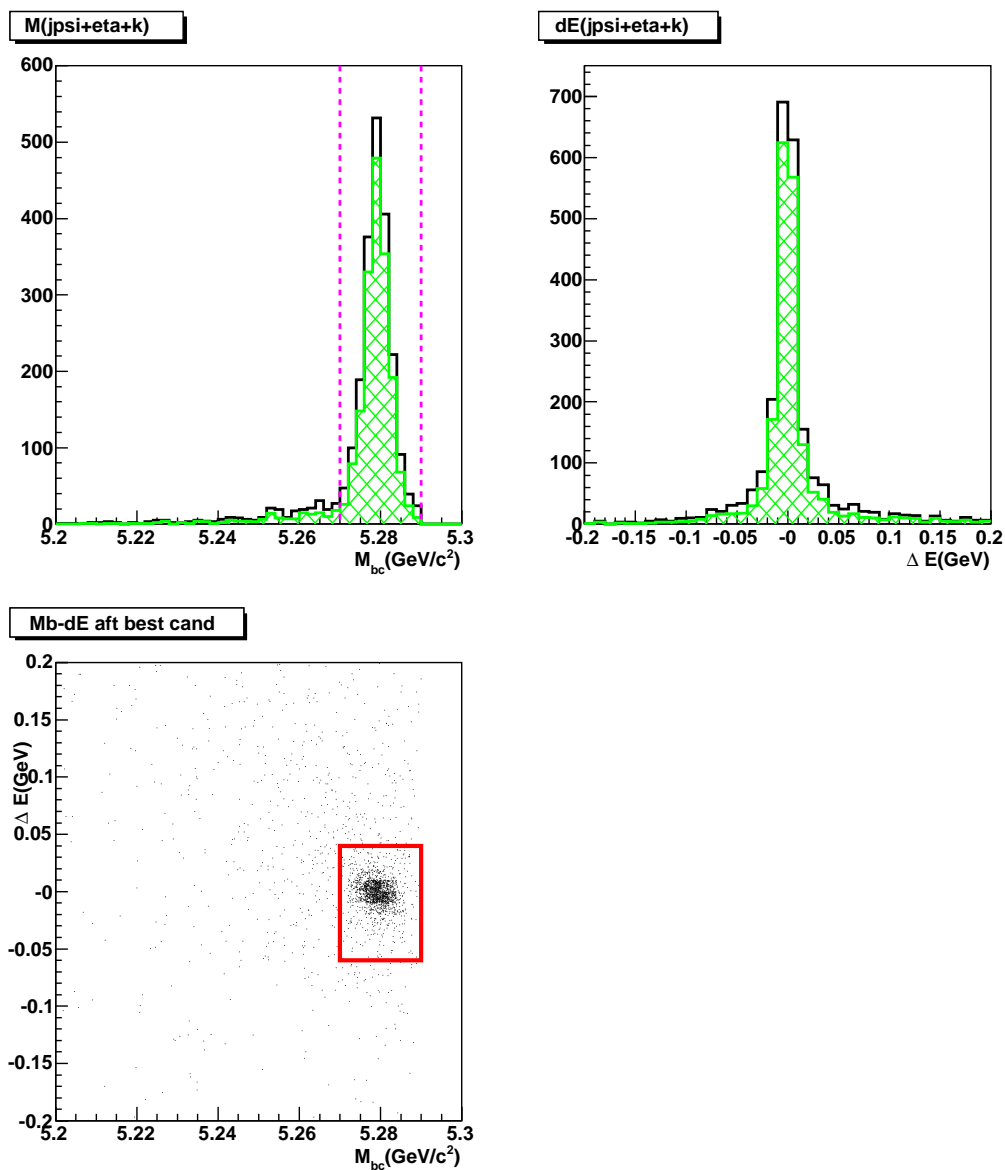 M(jpsi+eta+k)
600
500
400
300
200
100
0
5.2 5.22 5.24 5.26 5.28 5.3
M_bc(GeV/c²)
dE(jpsi+eta+k)
700
600
500
400
300
200
100
0
-0.2 -0.15 -0.1 -0.05 -0 0.05 0.1 0.15 0.2
Δ E(GeV)
Mb-dE aft best cand
Δ E(GeV)
0.2
0.15
0.1
0.05
-0
-0.05
-0.1
-0.15
-0.2
5.2 5.22 5.24 5.26 5.28 5.3
M_bc(GeV/c²)